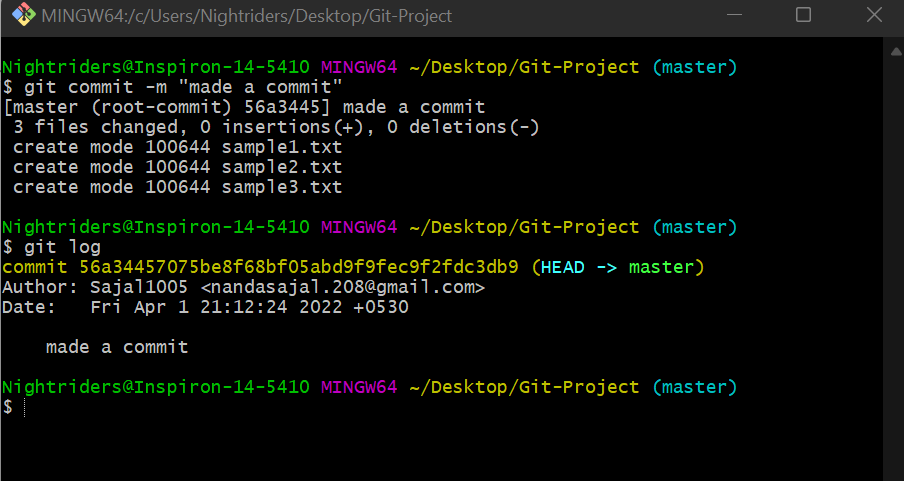 MINGW64:/c/Users/Nightriders/Desktop/Git-Project
Nightriders@Inspiron-14-5410 MINGW64 ~/Desktop/Git-Project (master)
$ git commit -m "made a commit"
[master (root-commit) 56a3445] made a commit
 3 files changed, 0 insertions(+), 0 deletions(-)
 create mode 100644 sample1.txt
 create mode 100644 sample2.txt
 create mode 100644 sample3.txt
Nightriders@Inspiron-14-5410 MINGW64 ~/Desktop/Git-Project (master)
$ git log
commit 56a34457075be8f68bf05abd9f9fec9f2fdc3db9 (HEAD -> master)
Author: Sajal1005 <nandasajal.208@gmail.com>
Date:   Fri Apr 1 21:12:24 2022 +0530
    made a commit
Nightriders@Inspiron-14-5410 MINGW64 ~/Desktop/Git-Project (master)
$